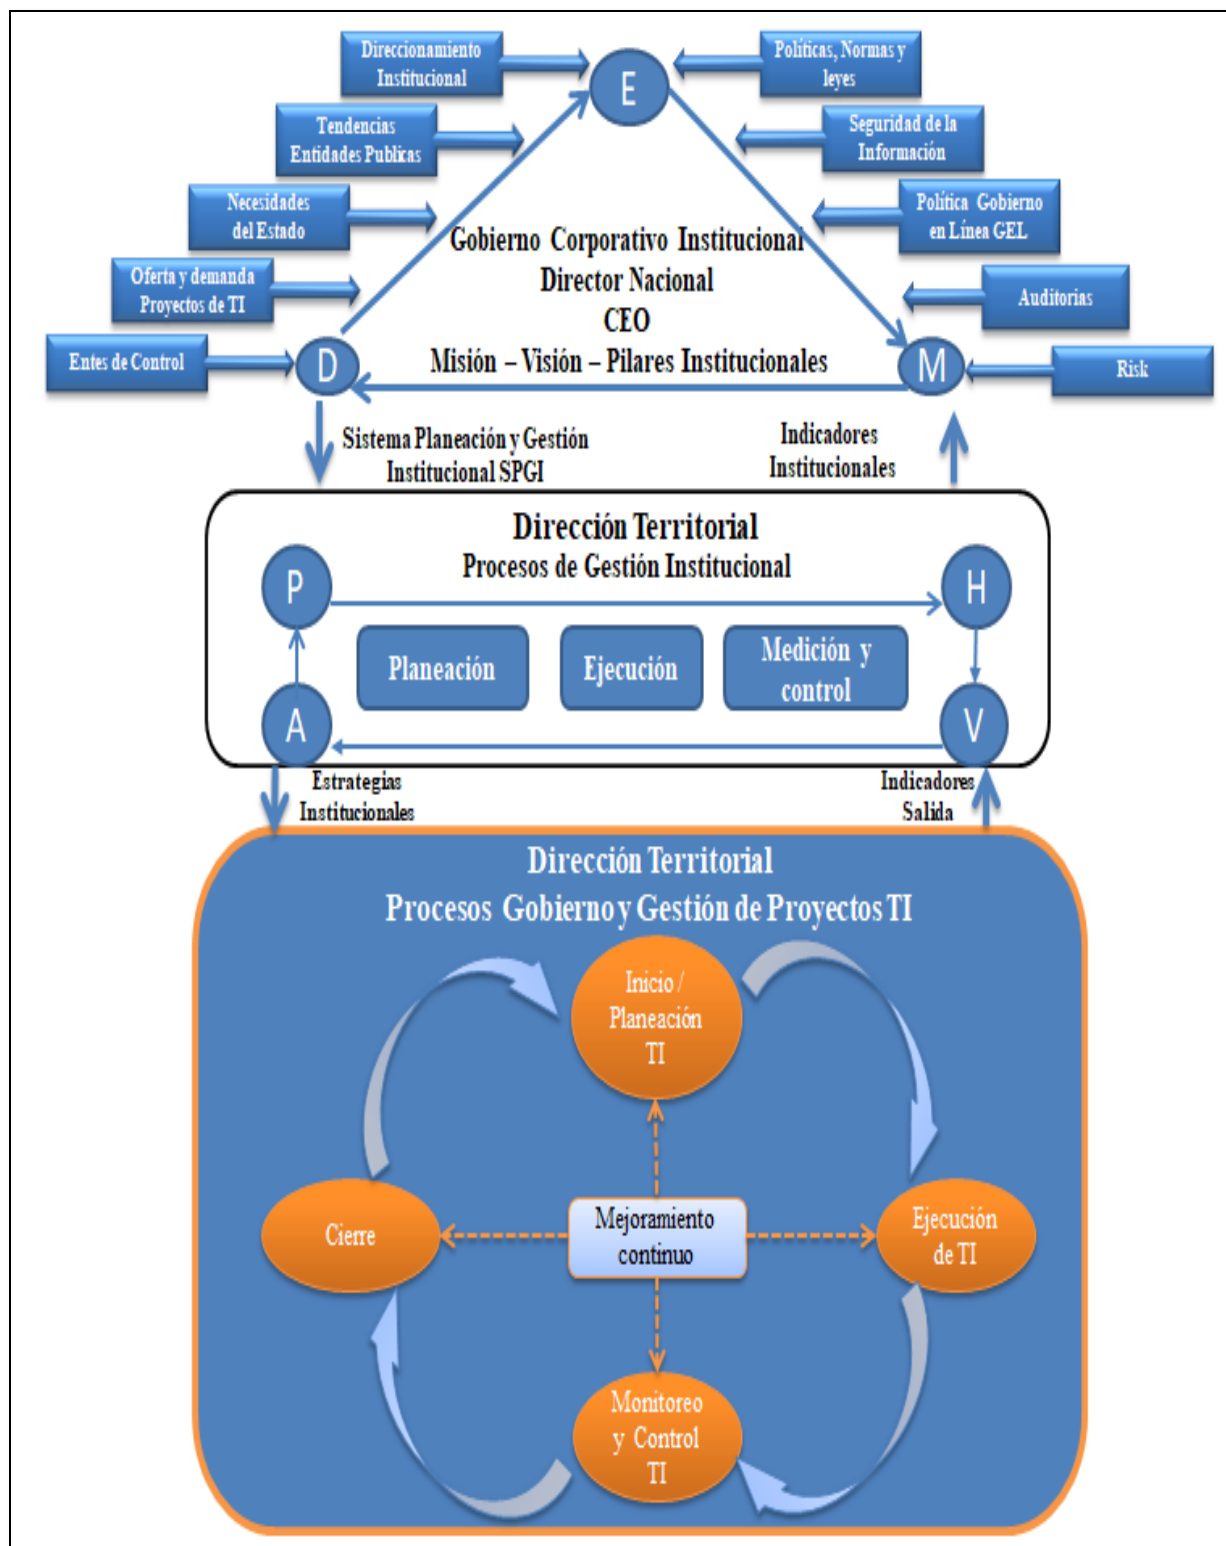 Direccionamiento
Institucional
E
Políticas, Normas y
leyes
Tendencias
Entidades Publicas
Seguridad de la
Información
Necesidades
del Estado
Política Gobierno
en Línea GEL
Oferta y demanda
Proyectos de TI
Auditorias
Entes de Control
Risk
Gobierno Corporativo Institucional
Director Nacional
CEO
Misión – Visión – Pilares Institucionales
D
M
Sistema Planeación y Gestión
Institucional SPGI
Indicadores
Institucionales
Dirección Territorial
Procesos de Gestión Institucional
P
H
Planeación
Ejecución
Medición y
control
A
V
Estrategias
Institucionales
Indicadores
Salida
Dirección Territorial
Procesos Gobierno y Gestión de Proyectos TI
Inicio /
Planeación
TI
Cierre
Mejoramiento
continuo
Ejecución
de TI
Monitoreo
y Control
TI